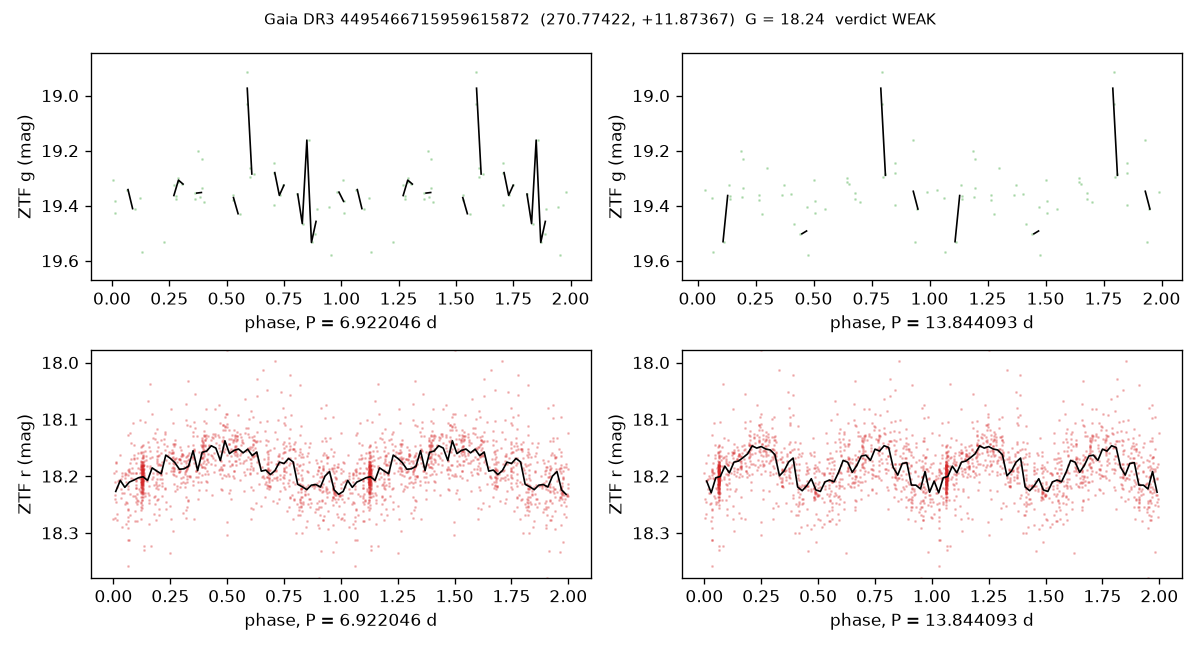 Gaia DR3 4495466715959615872 (270.77422, +11.87367) G = 18.24 verdict WEAK
ZTF g (mag)
19.0
19.2
19.4
19.6
0.00 0.25 0.50 0.75 1.00 1.25 1.50 1.75 2.00
phase, P = 6.922046 d
ZTF g (mag)
19.0
19.2
19.4
19.6
0.00 0.25 0.50 0.75 1.00 1.25 1.50 1.75 2.00
phase, P = 13.844093 d
ZTF r (mag)
18.0
18.1
18.2
18.3
0.00 0.25 0.50 0.75 1.00 1.25 1.50 1.75 2.00
phase, P = 6.922046 d
ZTF r (mag)
18.0
18.1
18.2
18.3
0.00 0.25 0.50 0.75 1.00 1.25 1.50 1.75 2.00
phase, P = 13.844093 d